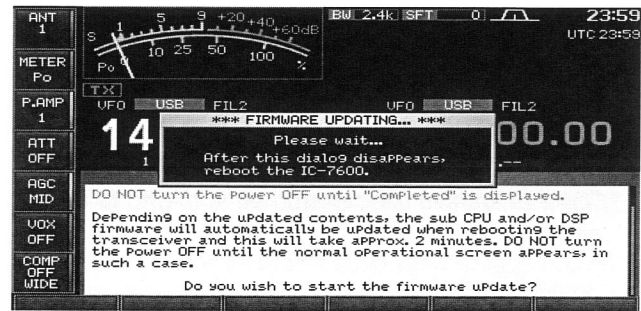 ANT
1
BW 2.4k SFT 0
23:59
UTC 23:59
S 1 5 9 +20 +40 +60dB
METER
Po
Po 0 10 25 50 100 %
TX
P.AMP
1
VFO USB FIL2
VFO USB FIL2
14
00.00
*** FIRMWARE UPDATING... ***
Please wait...
After this dialog disappears,
reboot the IC-7600.
1
.--
ATT
OFF
AGC
MID
DO NOT turn the Power OFF until "Completed" is displayed.
Depending on the updated contents, the sub CPU and/or DSP
firmware will automatically be updated when rebooting the
transceiver and this will take approx. 2 minutes. DO NOT turn
the Power OFF until the normal operational screen appears, in
such a case.
Do you wish to start the firmware update?
VOX
OFF
COMP
OFF
WIDE